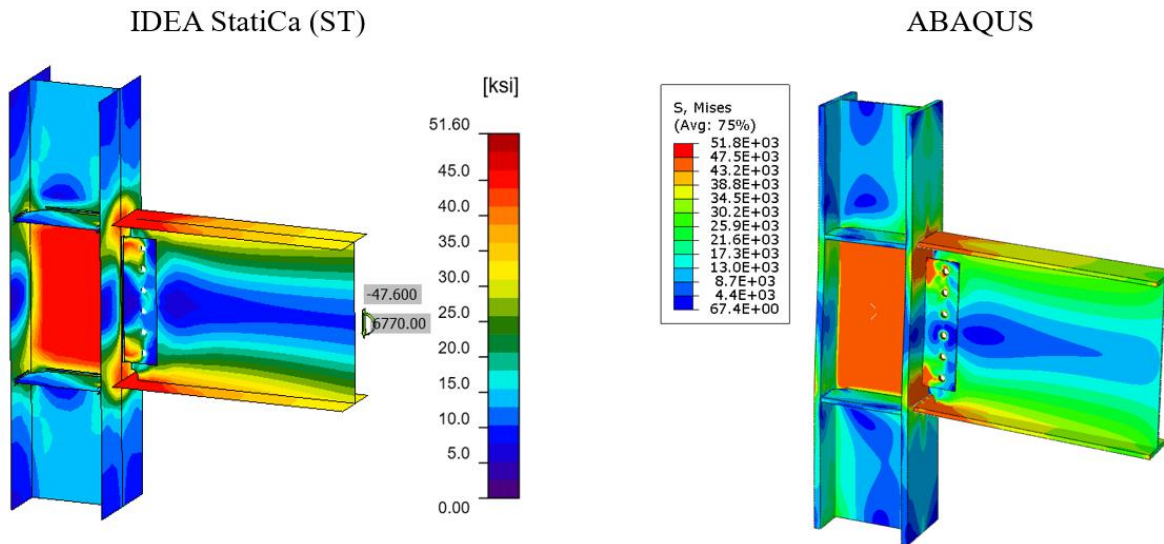 IDEA StatiCa (ST)
ABAQUS
[ksi]
51.60
45.0
40.0
35.0
30.0
25.0
20.0
15.0
10.0
5.0
0.00
-47.600
6770.00
S, Mises
(Avg: 75%)
51.8E+03
47.5E+03
43.2E+03
38.8E+03
34.5E+03
30.2E+03
25.9E+03
21.6E+03
17.3E+03
13.0E+03
8.7E+03
4.4E+03
67.4E+00